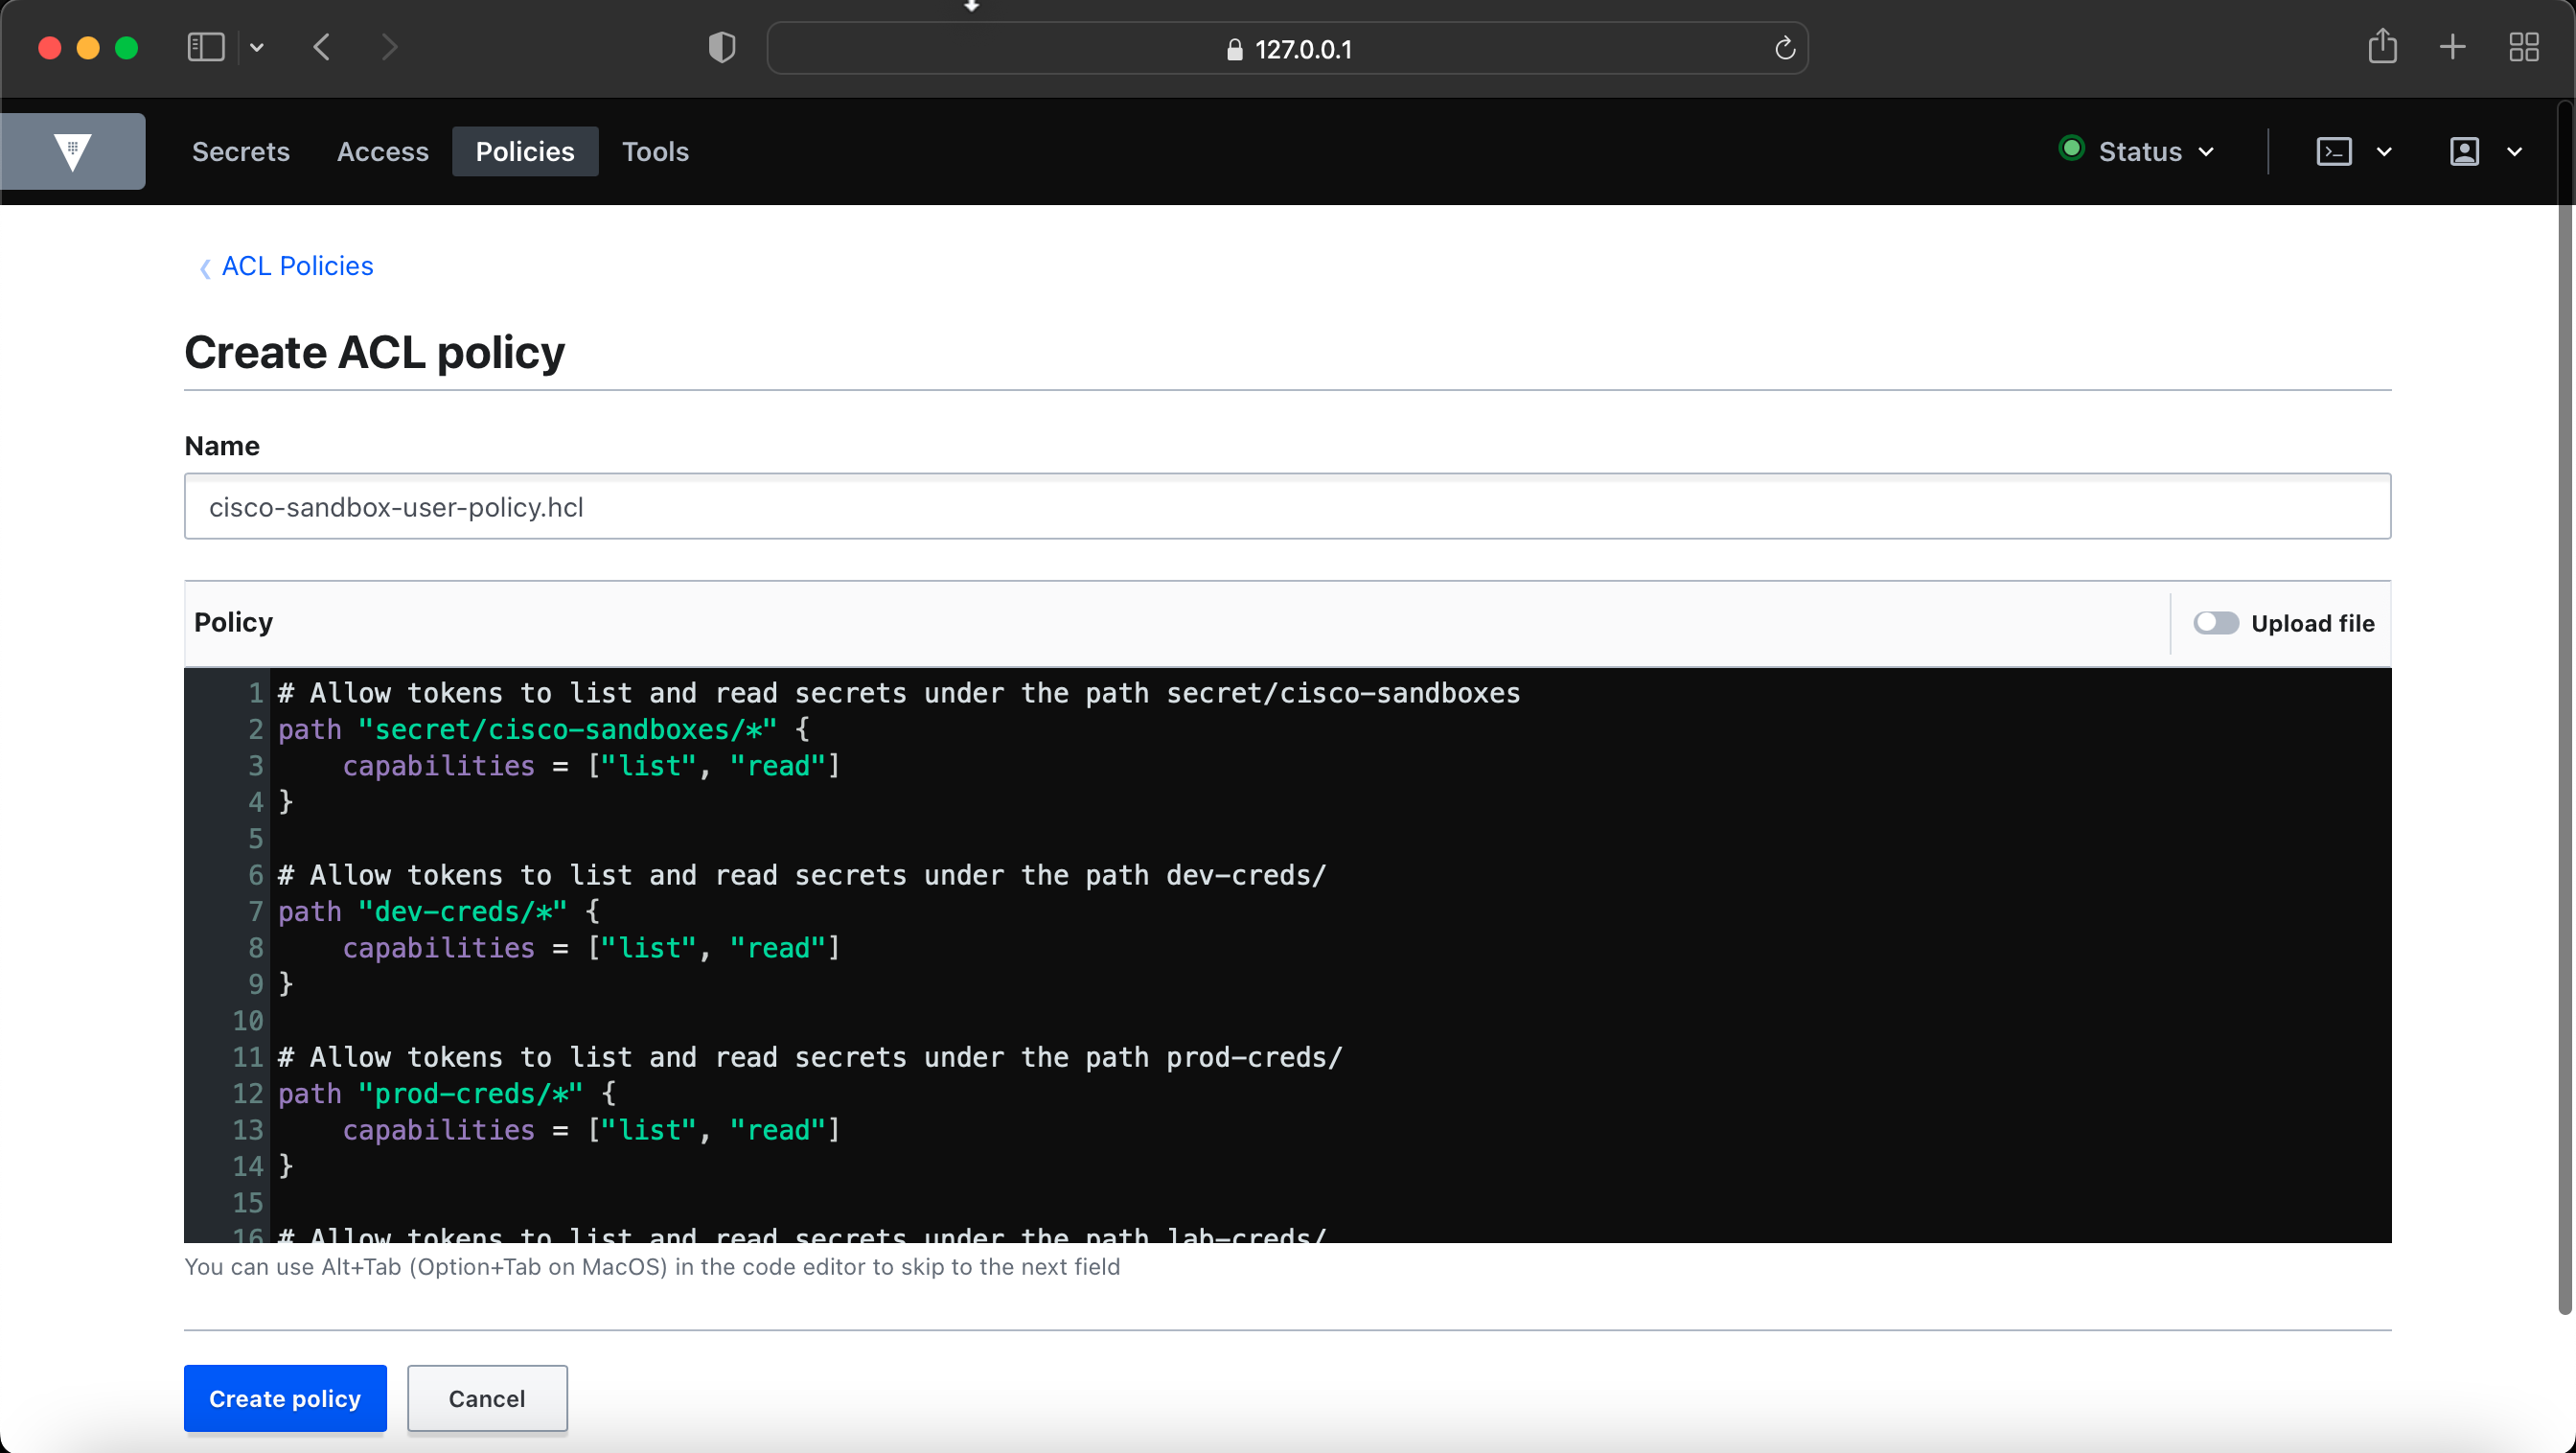 127.0.0.1
Secrets Access Policies Tools Status
ACL Policies
Create ACL policy
Name
cisco-sandbox-user-policy.hcl
Policy Upload file
1 # Allow tokens to list and read secrets under the path secret/cisco-sandboxes
2 path "secret/cisco-sandboxes/*" {
3 capabilities = ["list", "read"]
4 }
5
6 # Allow tokens to list and read secrets under the path dev-creds/
7 path "dev-creds/*" {
8 capabilities = ["list", "read"]
9 }
10
11 # Allow tokens to list and read secrets under the path prod-creds/
12 path "prod-creds/*" {
13 capabilities = ["list", "read"]
14 }
15
16 # Allow tokens to list and read secrets under the path lab-creds/
You can use Alt+Tab (Option+Tab on MacOS) in the code editor to skip to the next field
Create policy Cancel